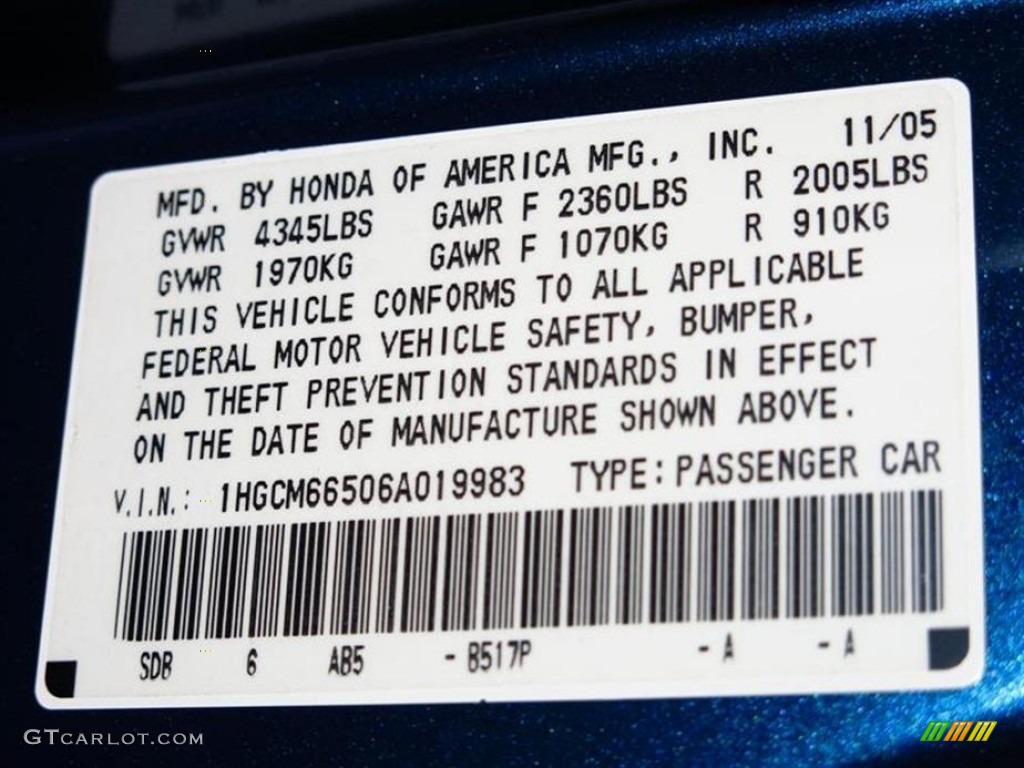 MFD. BY HONDA OF AMERICA MFG., INC. 11/05
GVWR 4345LBS GAWR F 2360LBS R 2005LBS
GVWR 1970KG GAWR F 1070KG R 910KG
THIS VEHICLE CONFORMS TO ALL APPLICABLE
FEDERAL MOTOR VEHICLE SAFETY, BUMPER,
AND THEFT PREVENTION STANDARDS IN EFFECT
ON THE DATE OF MANUFACTURE SHOWN ABOVE.
V.I.N.: 1HGCM66506A019983 TYPE:PASSENGER CAR
SDB 6 AB5 - B517P - A - A
GTCARLOT.COM